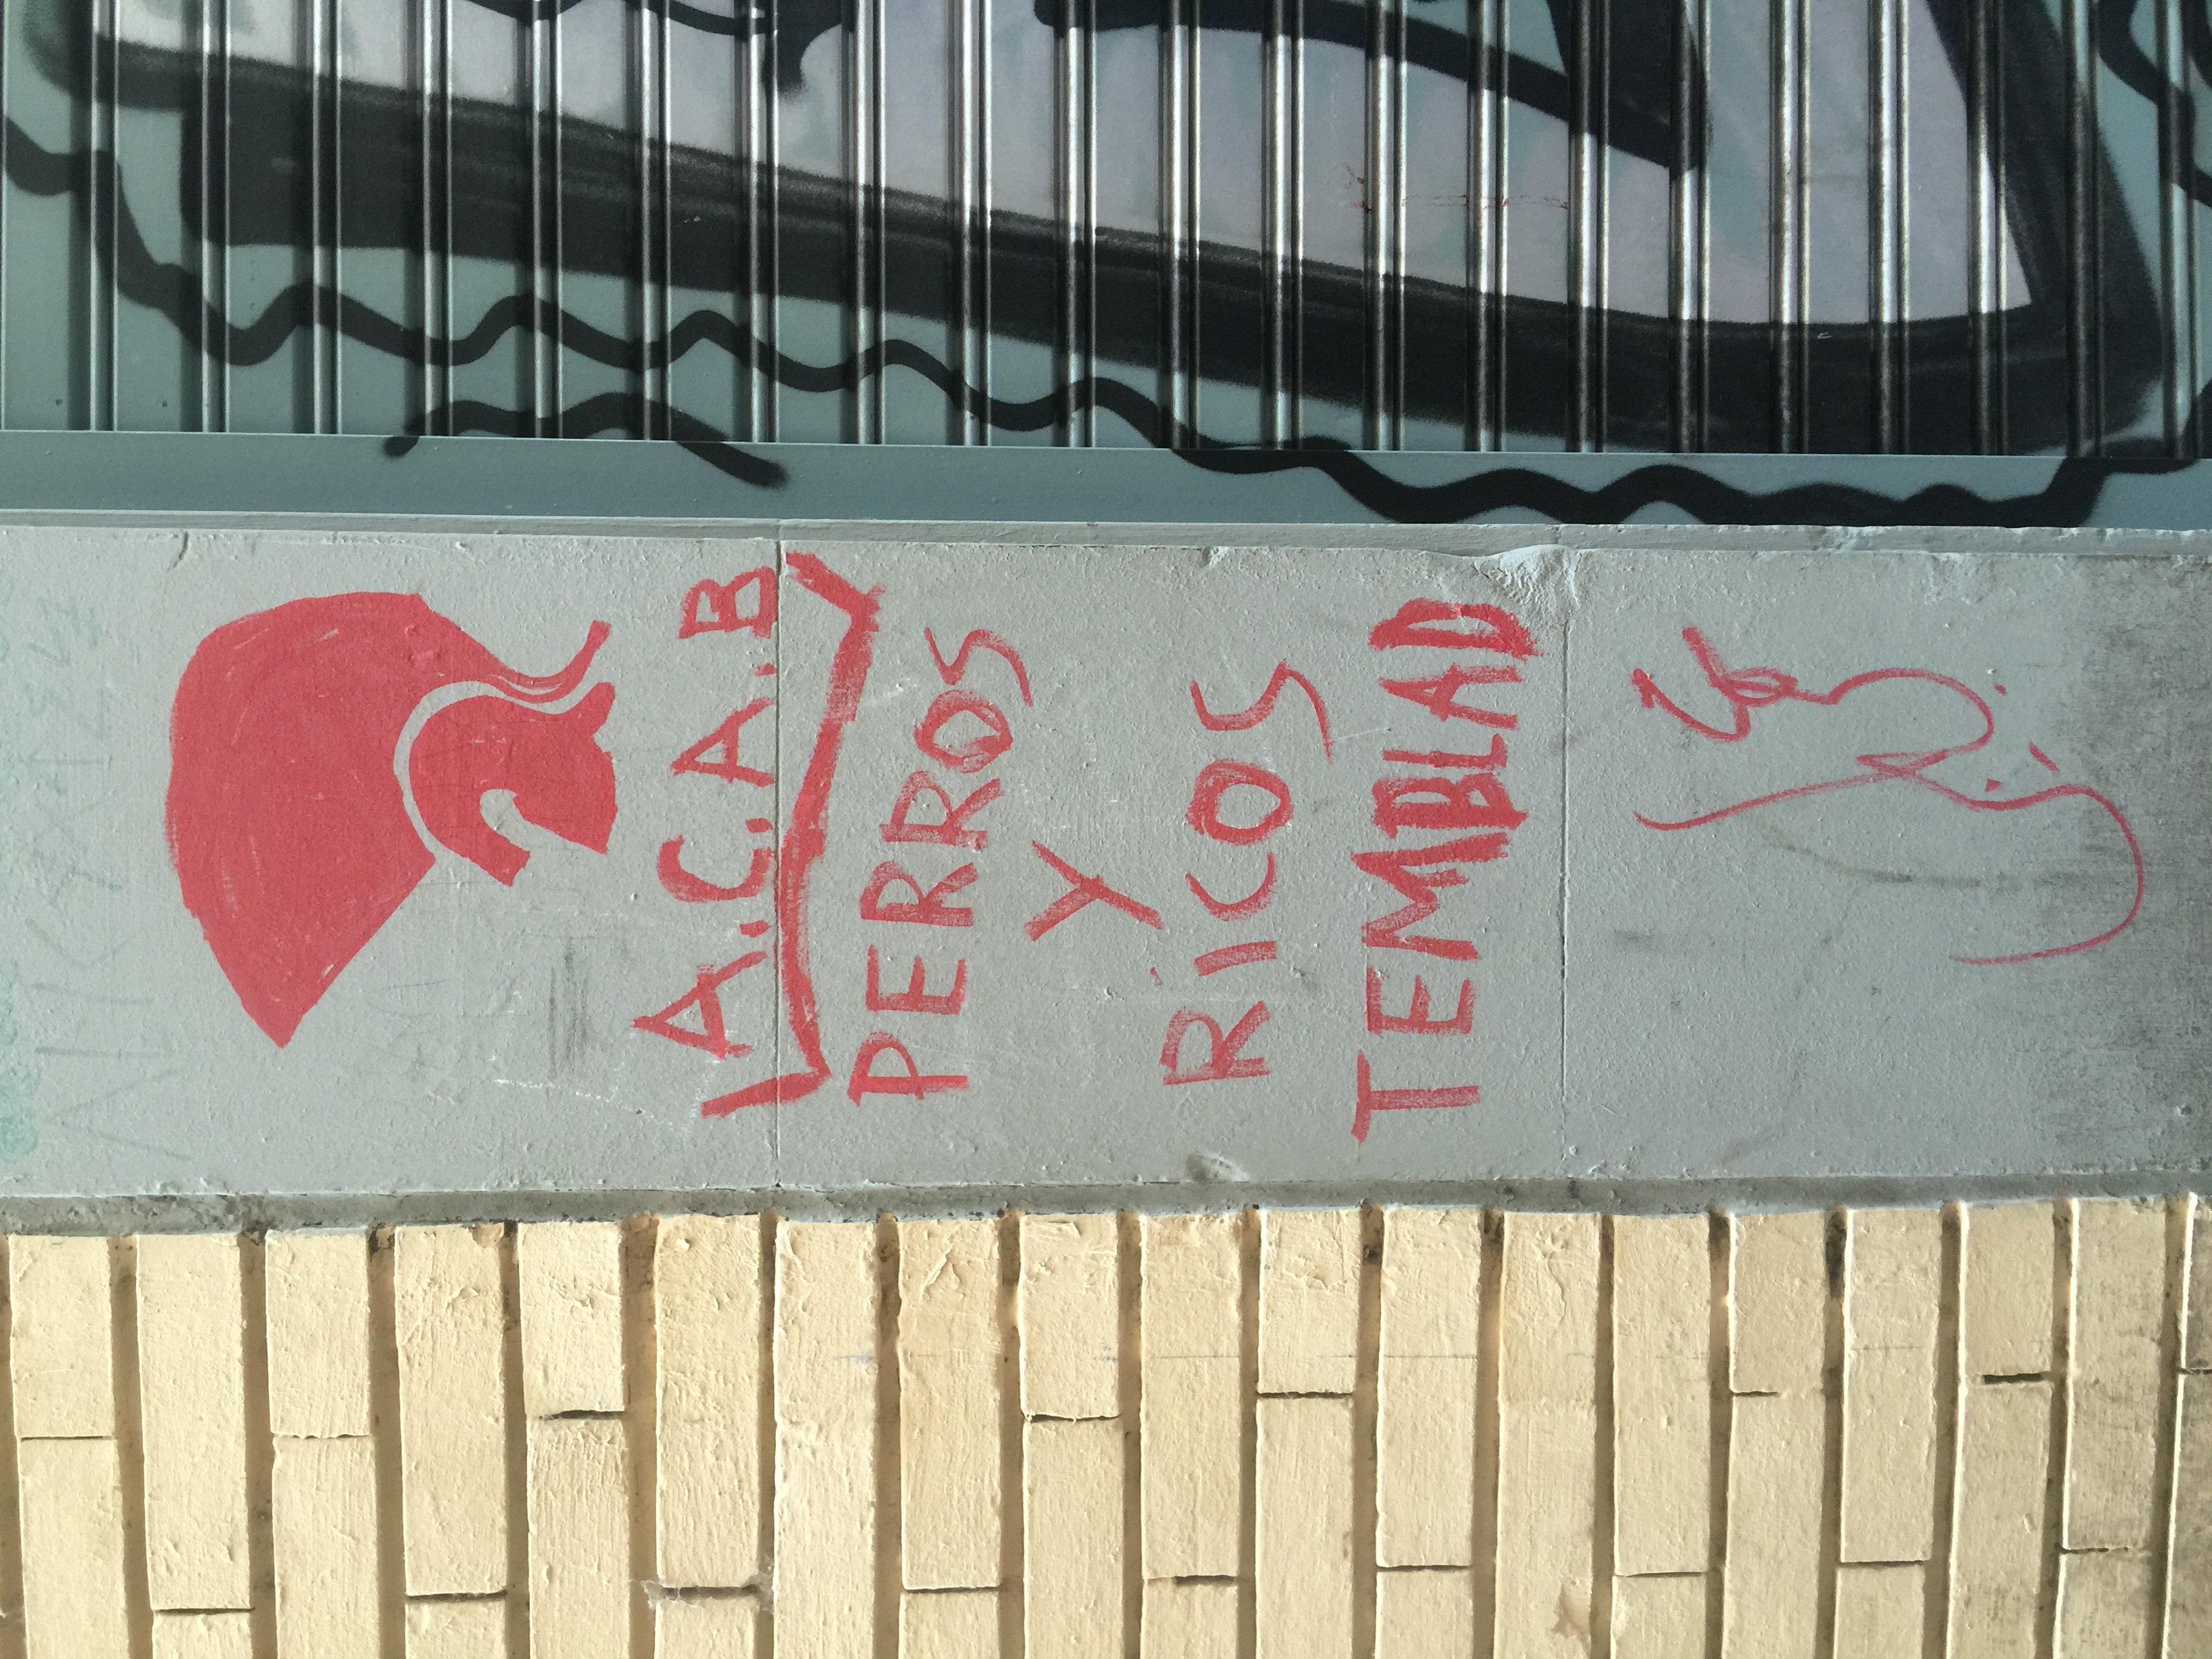 A.C.A.B
PERROS
Y
RICOS
TEMBLAD